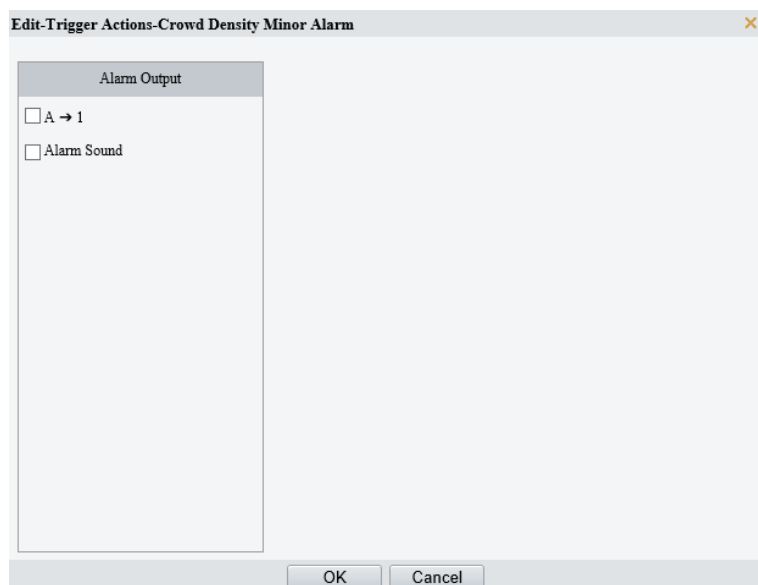 Edit-Trigger Actions-Crowd Density Minor Alarm
Alarm Output
A ➔ 1
Alarm Sound
OK Cancel